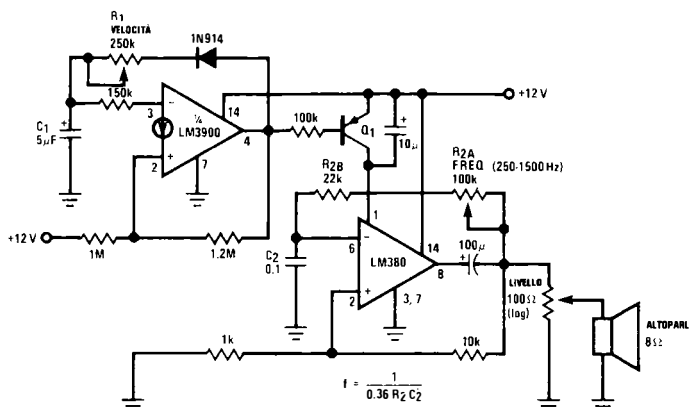 R1
VELOCITÀ
250k
1N914
150k
C1
5µF
3
−
14
¼
LM3900
4
2
+
7
+12 V
1M
1.2M
100k
Q1
+
10µ
+12 V
R2B
22k
R2A
FREQ (250-1500Hz)
100k
C2
0.1
1
6
−
LM380
14
8
2
+
3, 7
100µ
+
LIVELLO
100Ω
(log)
ALTOPARL
8Ω
1k
10k
f = 1
0.36 R2 C2